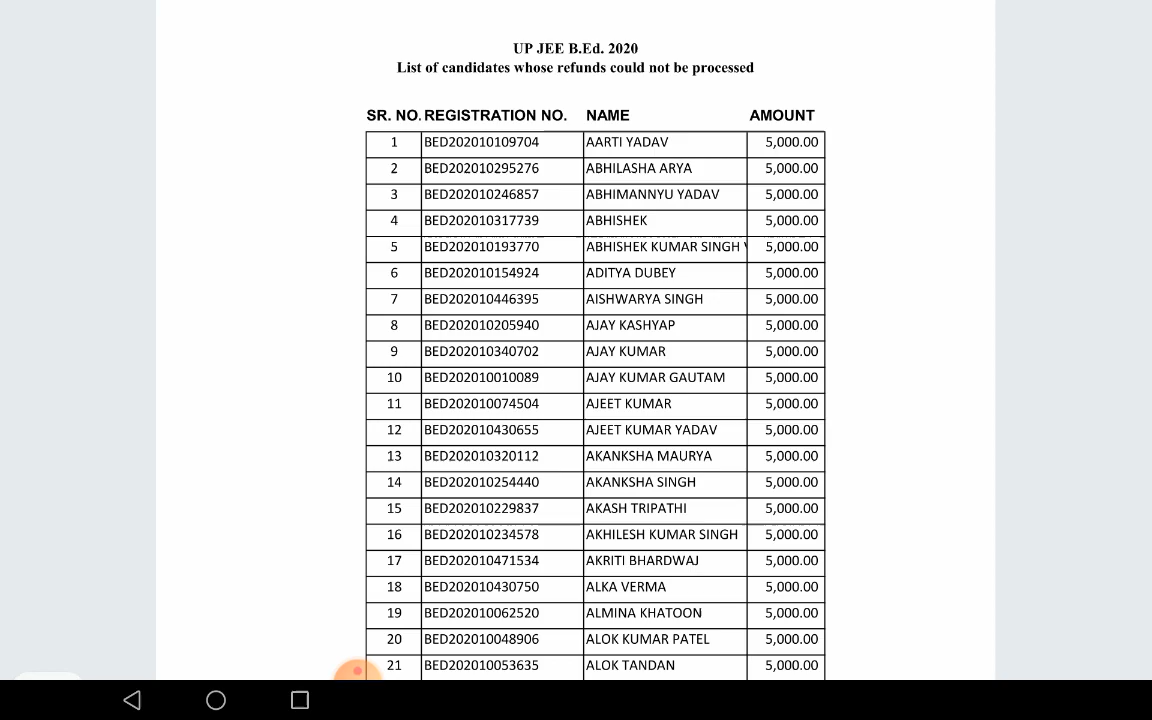 UP JEE B.Ed. 2020
List of candidates whose refunds could not be processed
SR. NO. REGISTRATION NO. NAME AMOUNT
1 BED202010109704 AARTI YADAV 5,000.00
2 BED202010295276 ABHILASHA ARYA 5,000.00
3 BED202010246857 ABHIMANNYU YADAV 5,000.00
4 BED202010317739 ABHISHEK 5,000.00
5 BED202010193770 ABHISHEK KUMAR SINGH 5,000.00
6 BED202010154924 ADITYA DUBEY 5,000.00
7 BED202010446395 AISHWARYA SINGH 5,000.00
8 BED202010205940 AJAY KASHYAP 5,000.00
9 BED202010340702 AJAY KUMAR 5,000.00
10 BED202010010089 AJAY KUMAR GAUTAM 5,000.00
11 BED202010074504 AJEET KUMAR 5,000.00
12 BED202010430655 AJEET KUMAR YADAV 5,000.00
13 BED202010320112 AKANKSHA MAURYA 5,000.00
14 BED202010254440 AKANKSHA SINGH 5,000.00
15 BED202010229837 AKASH TRIPATHI 5,000.00
16 BED202010234578 AKHILESH KUMAR SINGH 5,000.00
17 BED202010471534 AKRITI BHARDWAJ 5,000.00
18 BED202010430750 ALKA VERMA 5,000.00
19 BED202010062520 ALMINA KHATOON 5,000.00
20 BED202010048906 ALOK KUMAR PATEL 5,000.00
21 BED202010053635 ALOK TANDAN 5,000.00